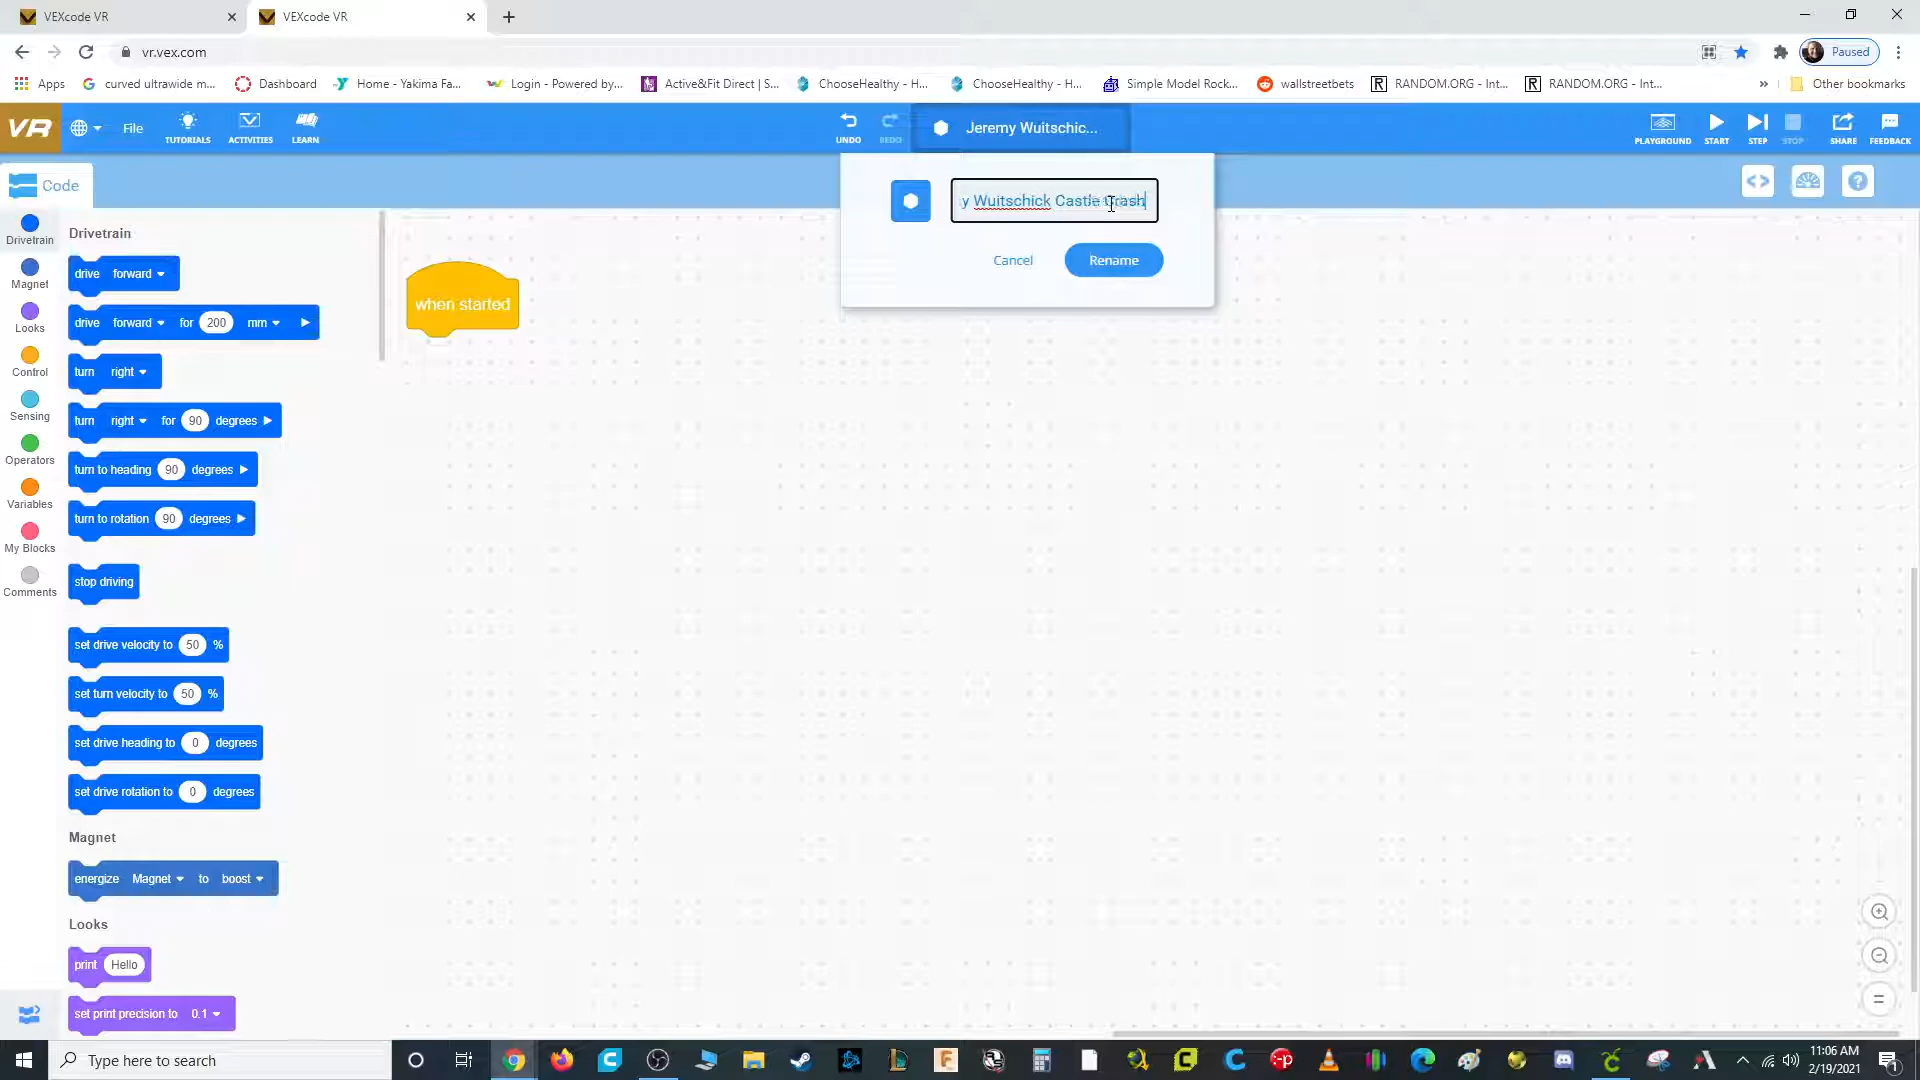 VEXcode VR
VEXcode VR
vr.vex.com
Paused
Apps
curved ultrawide m...
Dashboard
Home - Yakima Fa...
Login - Powered by...
Active&Fit Direct | S...
ChooseHealthy - H...
ChooseHealthy - H...
Simple Model Rock...
wallstreetbets
RANDOM.ORG - Int...
RANDOM.ORG - Int...
Other bookmarks
VR
File
TUTORIALS
ACTIVITIES
LEARN
UNDO
REDO
Jeremy Wuitschic...
PLAYGROUND
START
STEP
STOP
SHARE
FEEDBACK
Code
y Wuitschick Castle Crash
Cancel
Rename
Drivetrain
Magnet
Looks
Control
Sensing
Operators
Variables
My Blocks
Comments
Drivetrain
drive forward
drive forward for 200 mm
turn right
turn right for 90 degrees
turn to heading 90 degrees
turn to rotation 90 degrees
stop driving
set drive velocity to 50 %
set turn velocity to 50 %
set drive heading to 0 degrees
set drive rotation to 0 degrees
Magnet
energize Magnet to boost
Looks
print Hello
set print precision to 0.1
when started
Type here to search
11:06 AM
2/19/2021
1